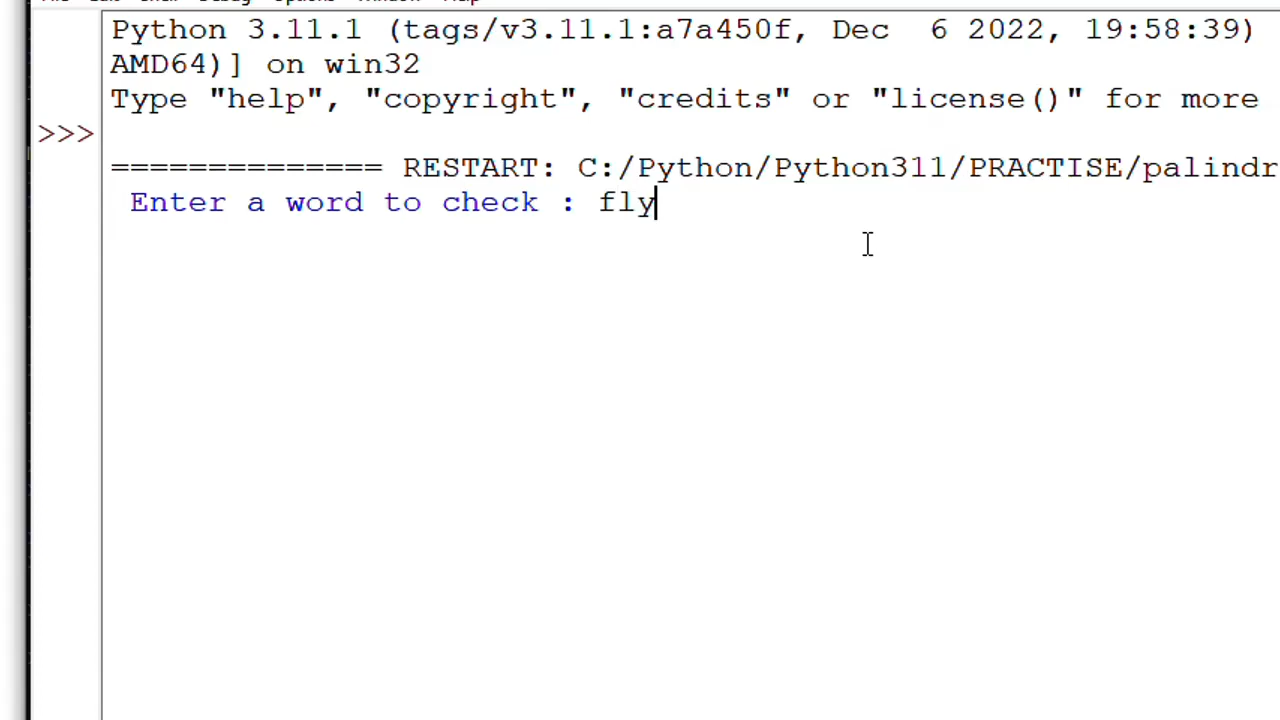 Python 3.11.1 (tags/v3.11.1:a7a450f, Dec  6 2022, 19:58:39)
AMD64)] on win32
Type "help", "copyright", "credits" or "license()" for more
>>>
============== RESTART: C:/Python/Python311/PRACTISE/palindr
Enter a word to check : fly